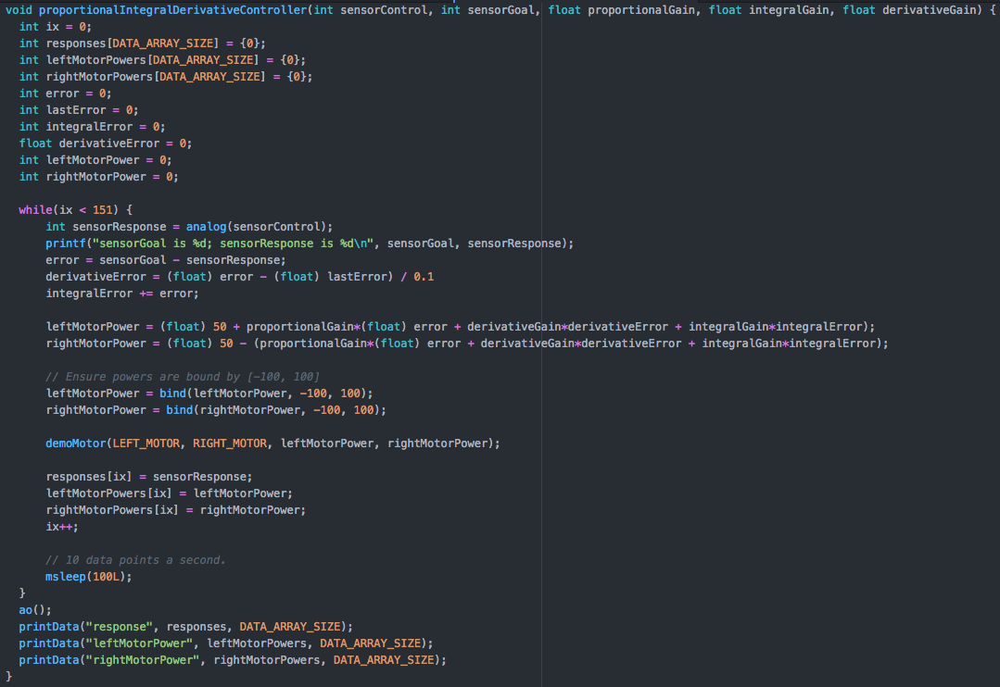 void proportionalIntegralDerivativeController(int sensorControl, int sensorGoal, float proportionalGain, float integralGain, float derivativeGain) {
  int ix = 0;
  int responses[DATA_ARRAY_SIZE] = {0};
  int leftMotorPowers[DATA_ARRAY_SIZE] = {0};
  int rightMotorPowers[DATA_ARRAY_SIZE] = {0};
  int error = 0;
  int lastError = 0;
  int integralError = 0;
  float derivativeError = 0;
  int leftMotorPower = 0;
  int rightMotorPower = 0;

  while(ix < 151) {
      int sensorResponse = analog(sensorControl);
      printf("sensorGoal is %d; sensorResponse is %d\n", sensorGoal, sensorResponse);
      error = sensorGoal - sensorResponse;
      derivativeError = (float) error - (float) lastError) / 0.1
      integralError += error;

      leftMotorPower = (float) 50 + proportionalGain*(float) error + derivativeGain*derivativeError + integralGain*integralError);
      rightMotorPower = (float) 50 - (proportionalGain*(float) error + derivativeGain*derivativeError + integralGain*integralError);

      // Ensure powers are bound by [-100, 100]
      leftMotorPower = bind(leftMotorPower, -100, 100);
      rightMotorPower = bind(rightMotorPower, -100, 100);

      demoMotor(LEFT_MOTOR, RIGHT_MOTOR, leftMotorPower, rightMotorPower);

      responses[ix] = sensorResponse;
      leftMotorPowers[ix] = leftMotorPower;
      rightMotorPowers[ix] = rightMotorPower;
      ix++;

      // 10 data points a second.
      msleep(100L);
  }
  ao();
  printData("response", responses, DATA_ARRAY_SIZE);
  printData("leftMotorPower", leftMotorPowers, DATA_ARRAY_SIZE);
  printData("rightMotorPower", rightMotorPowers, DATA_ARRAY_SIZE);
}